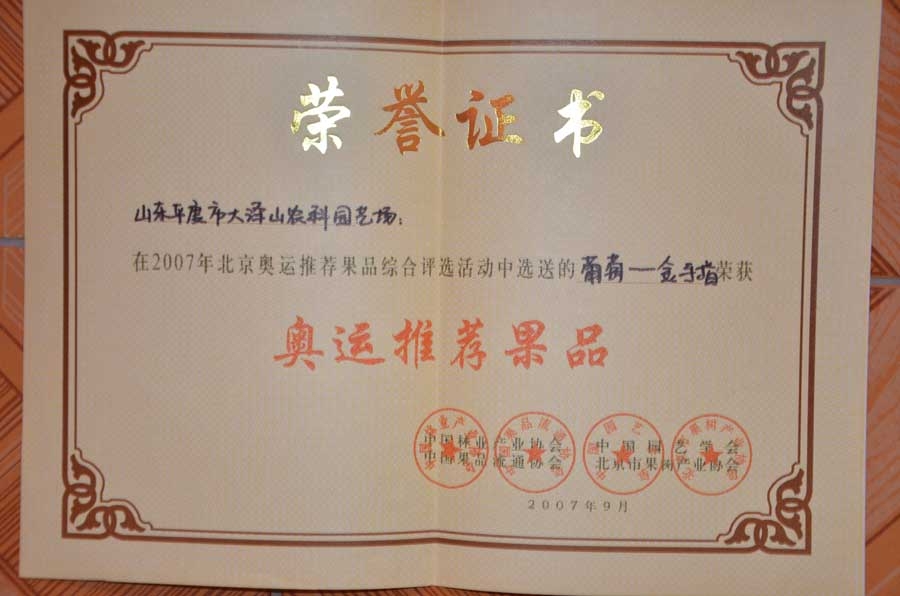 荣誉证书
山东平度市大泽山农科园艺场：
在2007年北京奥运推荐果品综合评选活动中选送的葡萄——金手指荣获
奥运推荐果品
中国林业产业协会 中国园艺学会
中国果品流通协会 北京市果树产业协会
2007年9月